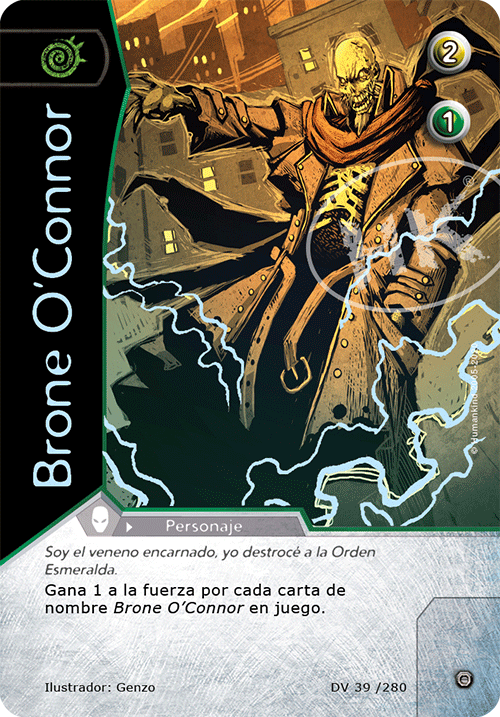 2
1
Brone O'Connor
HK
®
Personaje
Soy el veneno encarnado, yo destrocé a la Orden
Esmeralda.
Gana 1 a la fuerza por cada carta de
nombre Brone O'Connor en juego.
Ilustrador: Genzo
DV 39 /280